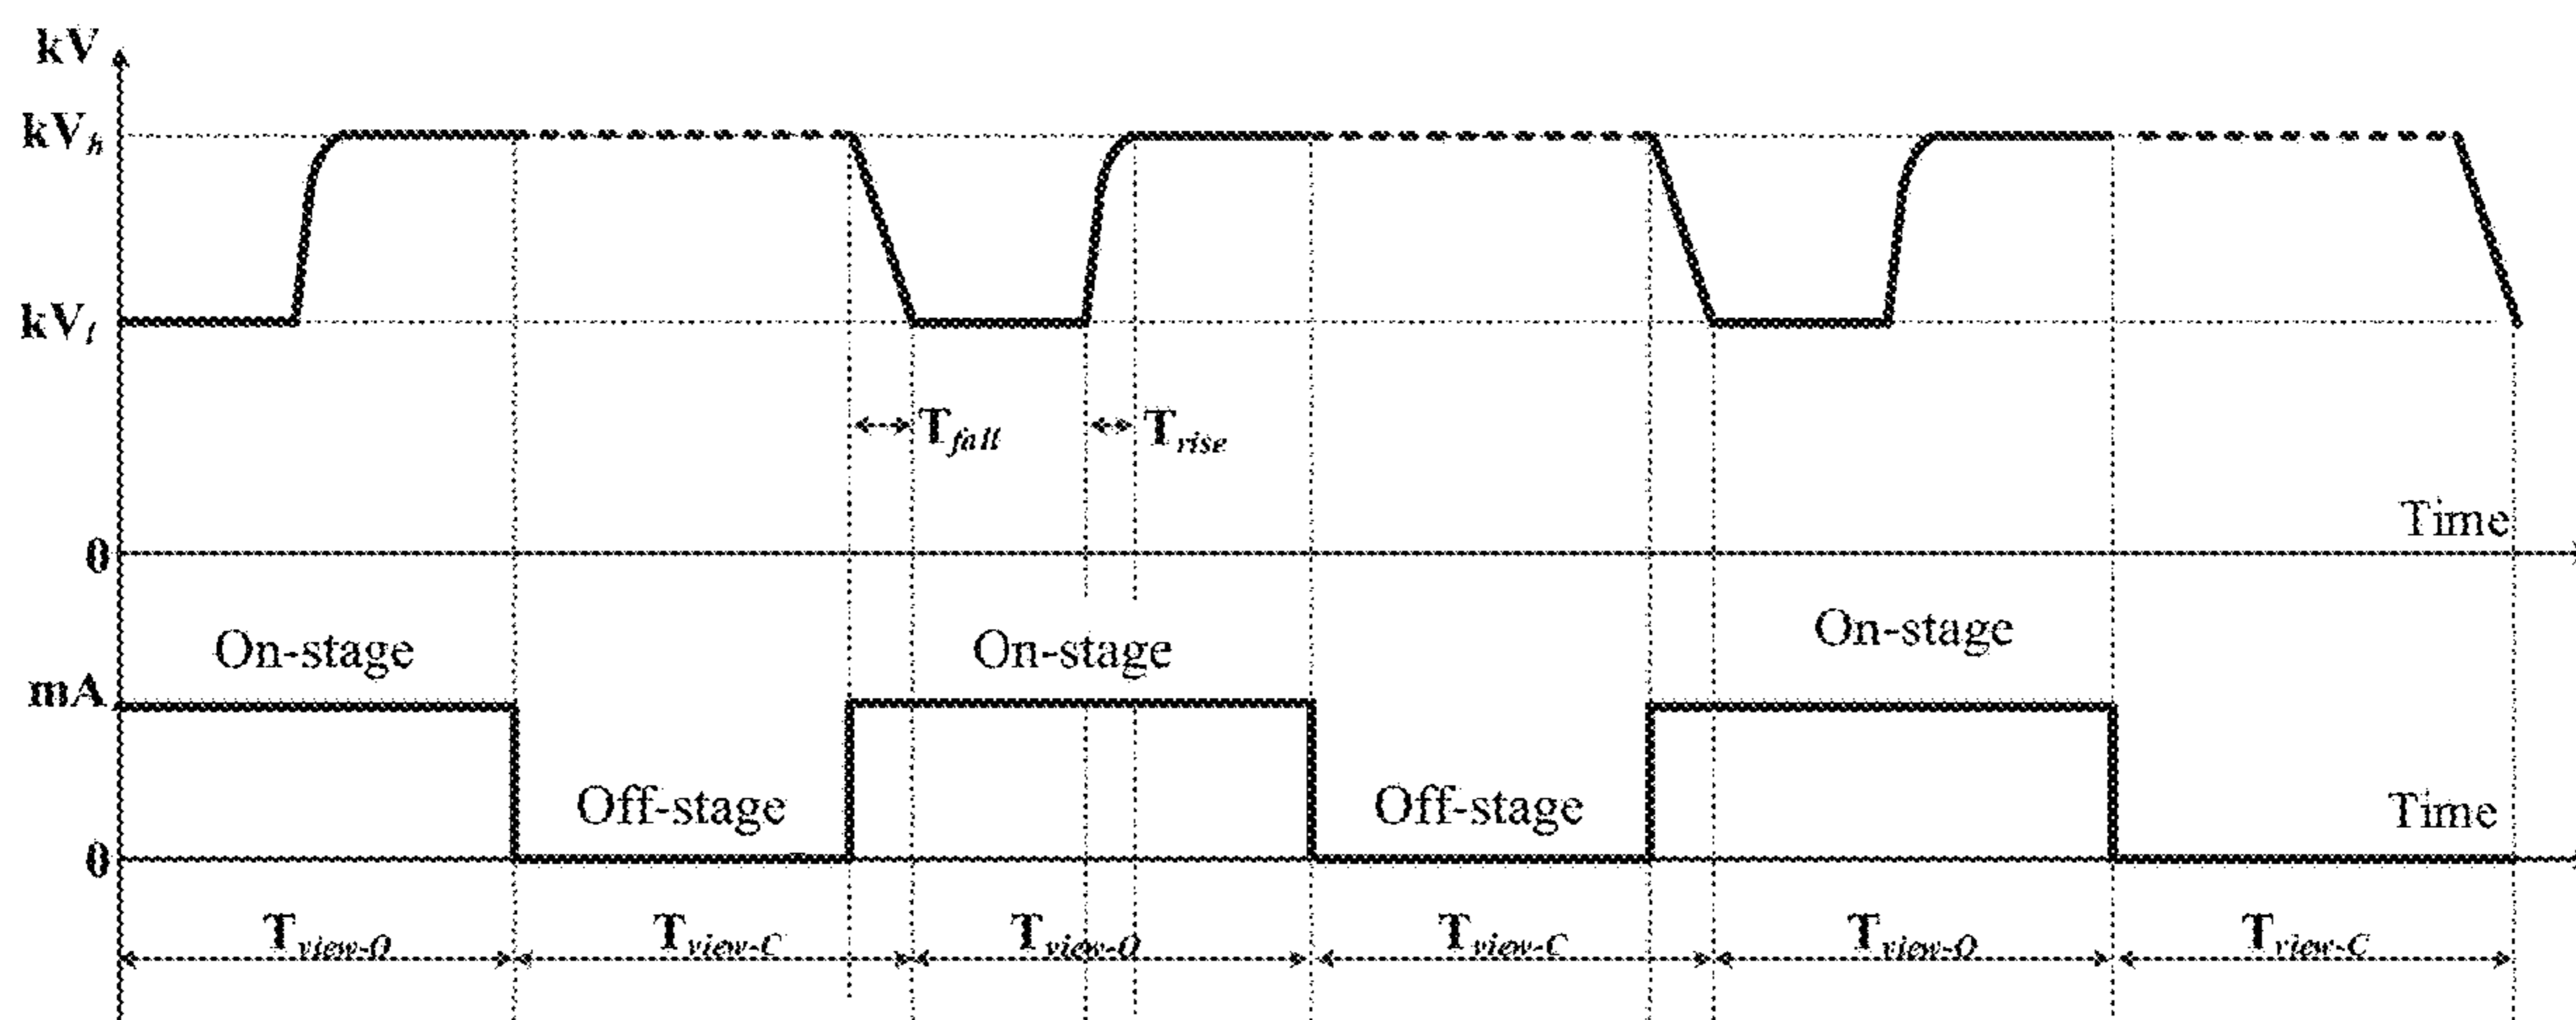 kV
kVh
kVl
Tfall
Trise
Time
0
On-stage
On-stage
On-stage
mA
Off-stage
Off-stage
Time
0
Tview-O
Tview-C
Tview-O
Tview-C
Tview-O
Tview-C